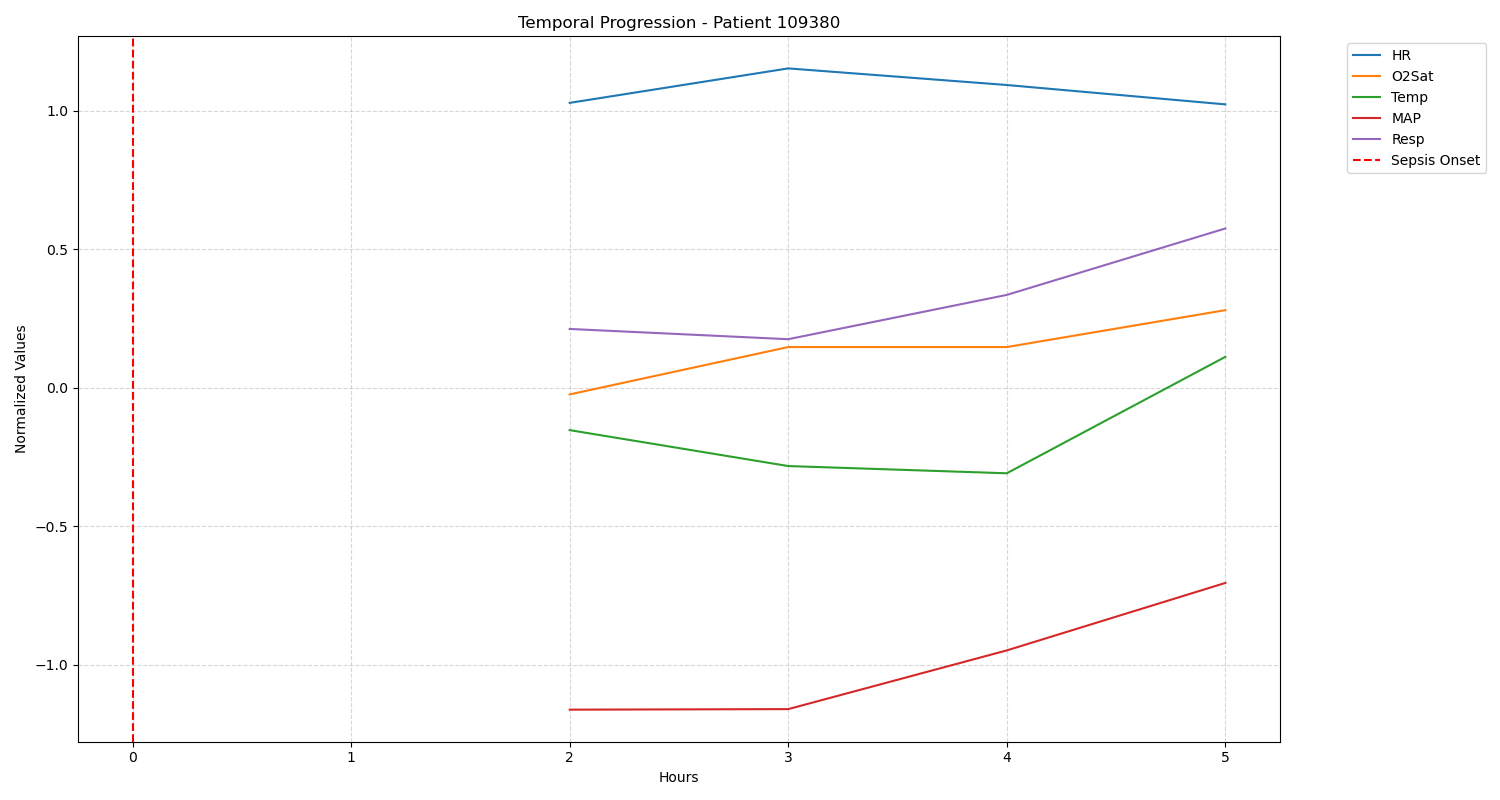 Temporal Progression - Patient 109380
HR
O2Sat
Temp
MAP
Resp
Sepsis Onset
Normalized Values
1.0
0.5
0.0
−0.5
−1.0
0 1 2 3 4 5
Hours